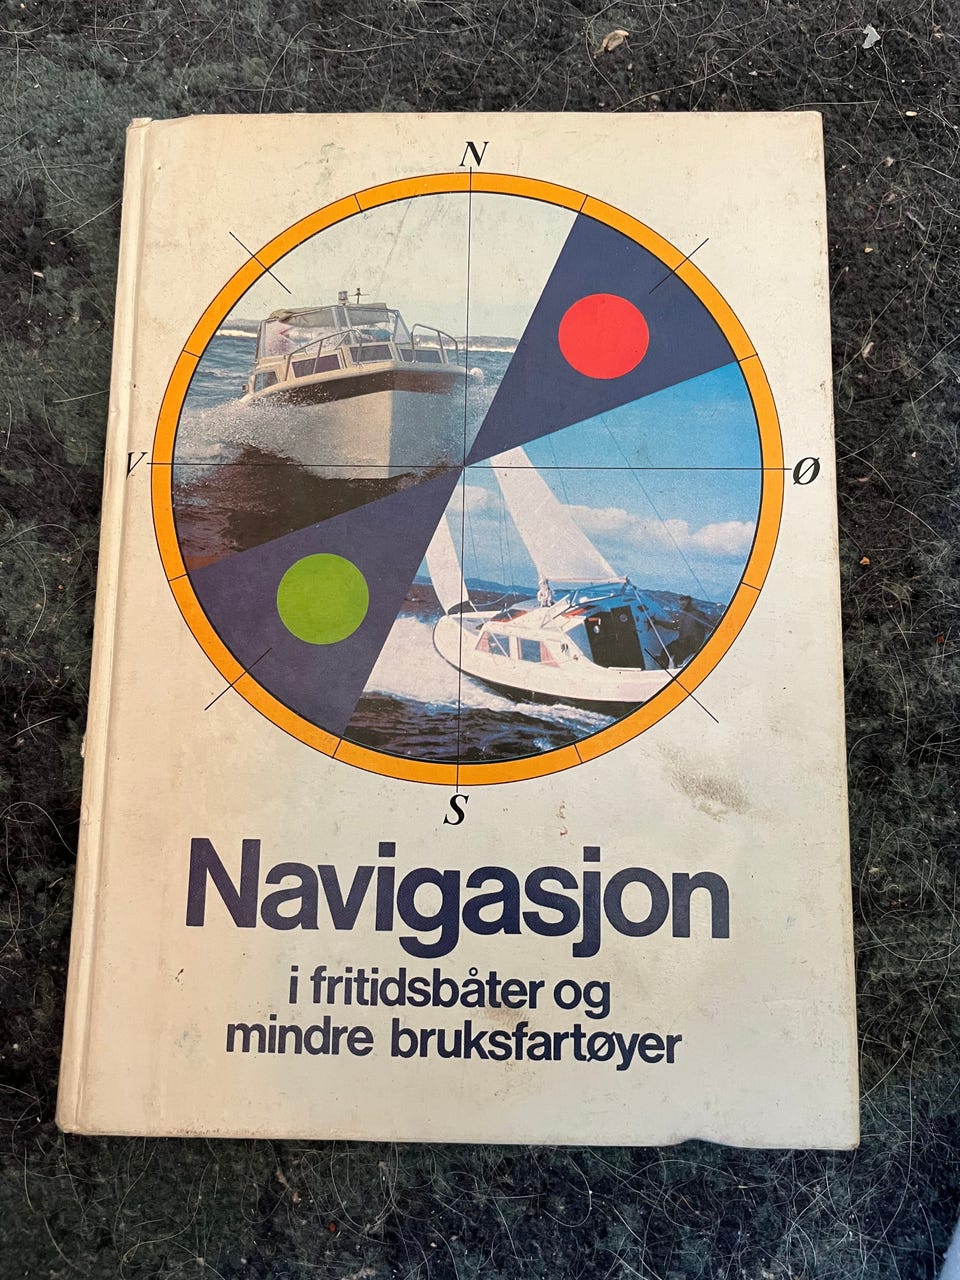 N
V
Ø
S
Navigasjon
i fritidsbåter og
mindre bruksfartøyer